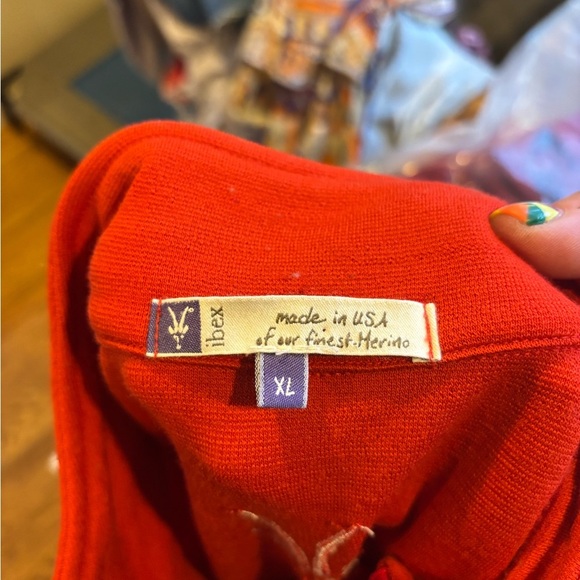 ibex
made in USA
of our finest Merino
XL